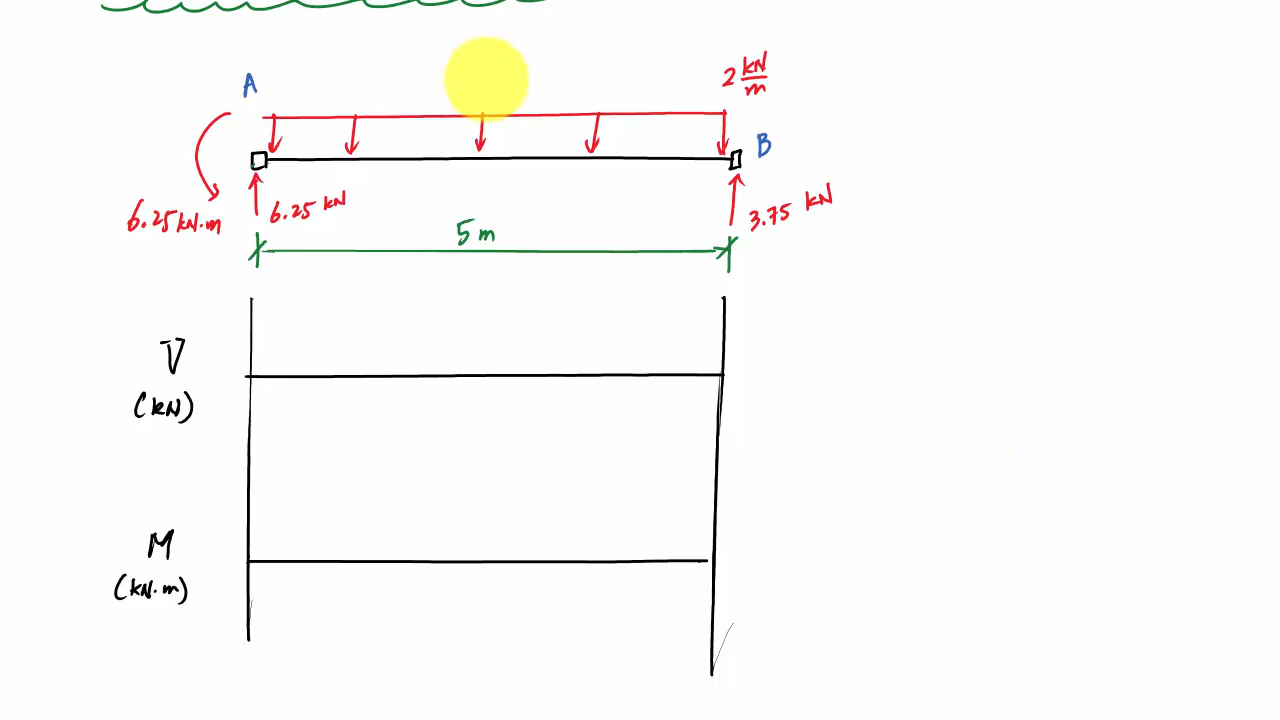 A
2 kN/m
B
6.25 kN·m
6.25 kN
3.75 kN
5 m
V
(kN)
M
(kN·m)